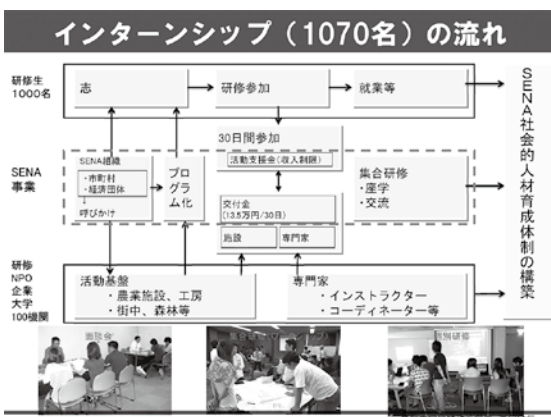 インターンシップ（1070名）の流れ
研修生
1000名
志
研修参加
就業等
30日間参加
活動支援金（収入制限）
SENA
事業
SENA組織
・市町村
・経済団体
↓
呼びかけ
プロ
グラ
ム化
交付金
(13.5万円/30日)
施設
専門家
集合研修
・座学
・交流
研修
NPO
企業
大学
100機関
活動基盤
・農業施設、工房
・街中、森林等
専門家
・インストラクター
・コーディネーター等
SENA社会的人材育成体制の構築
面談会
個別研修